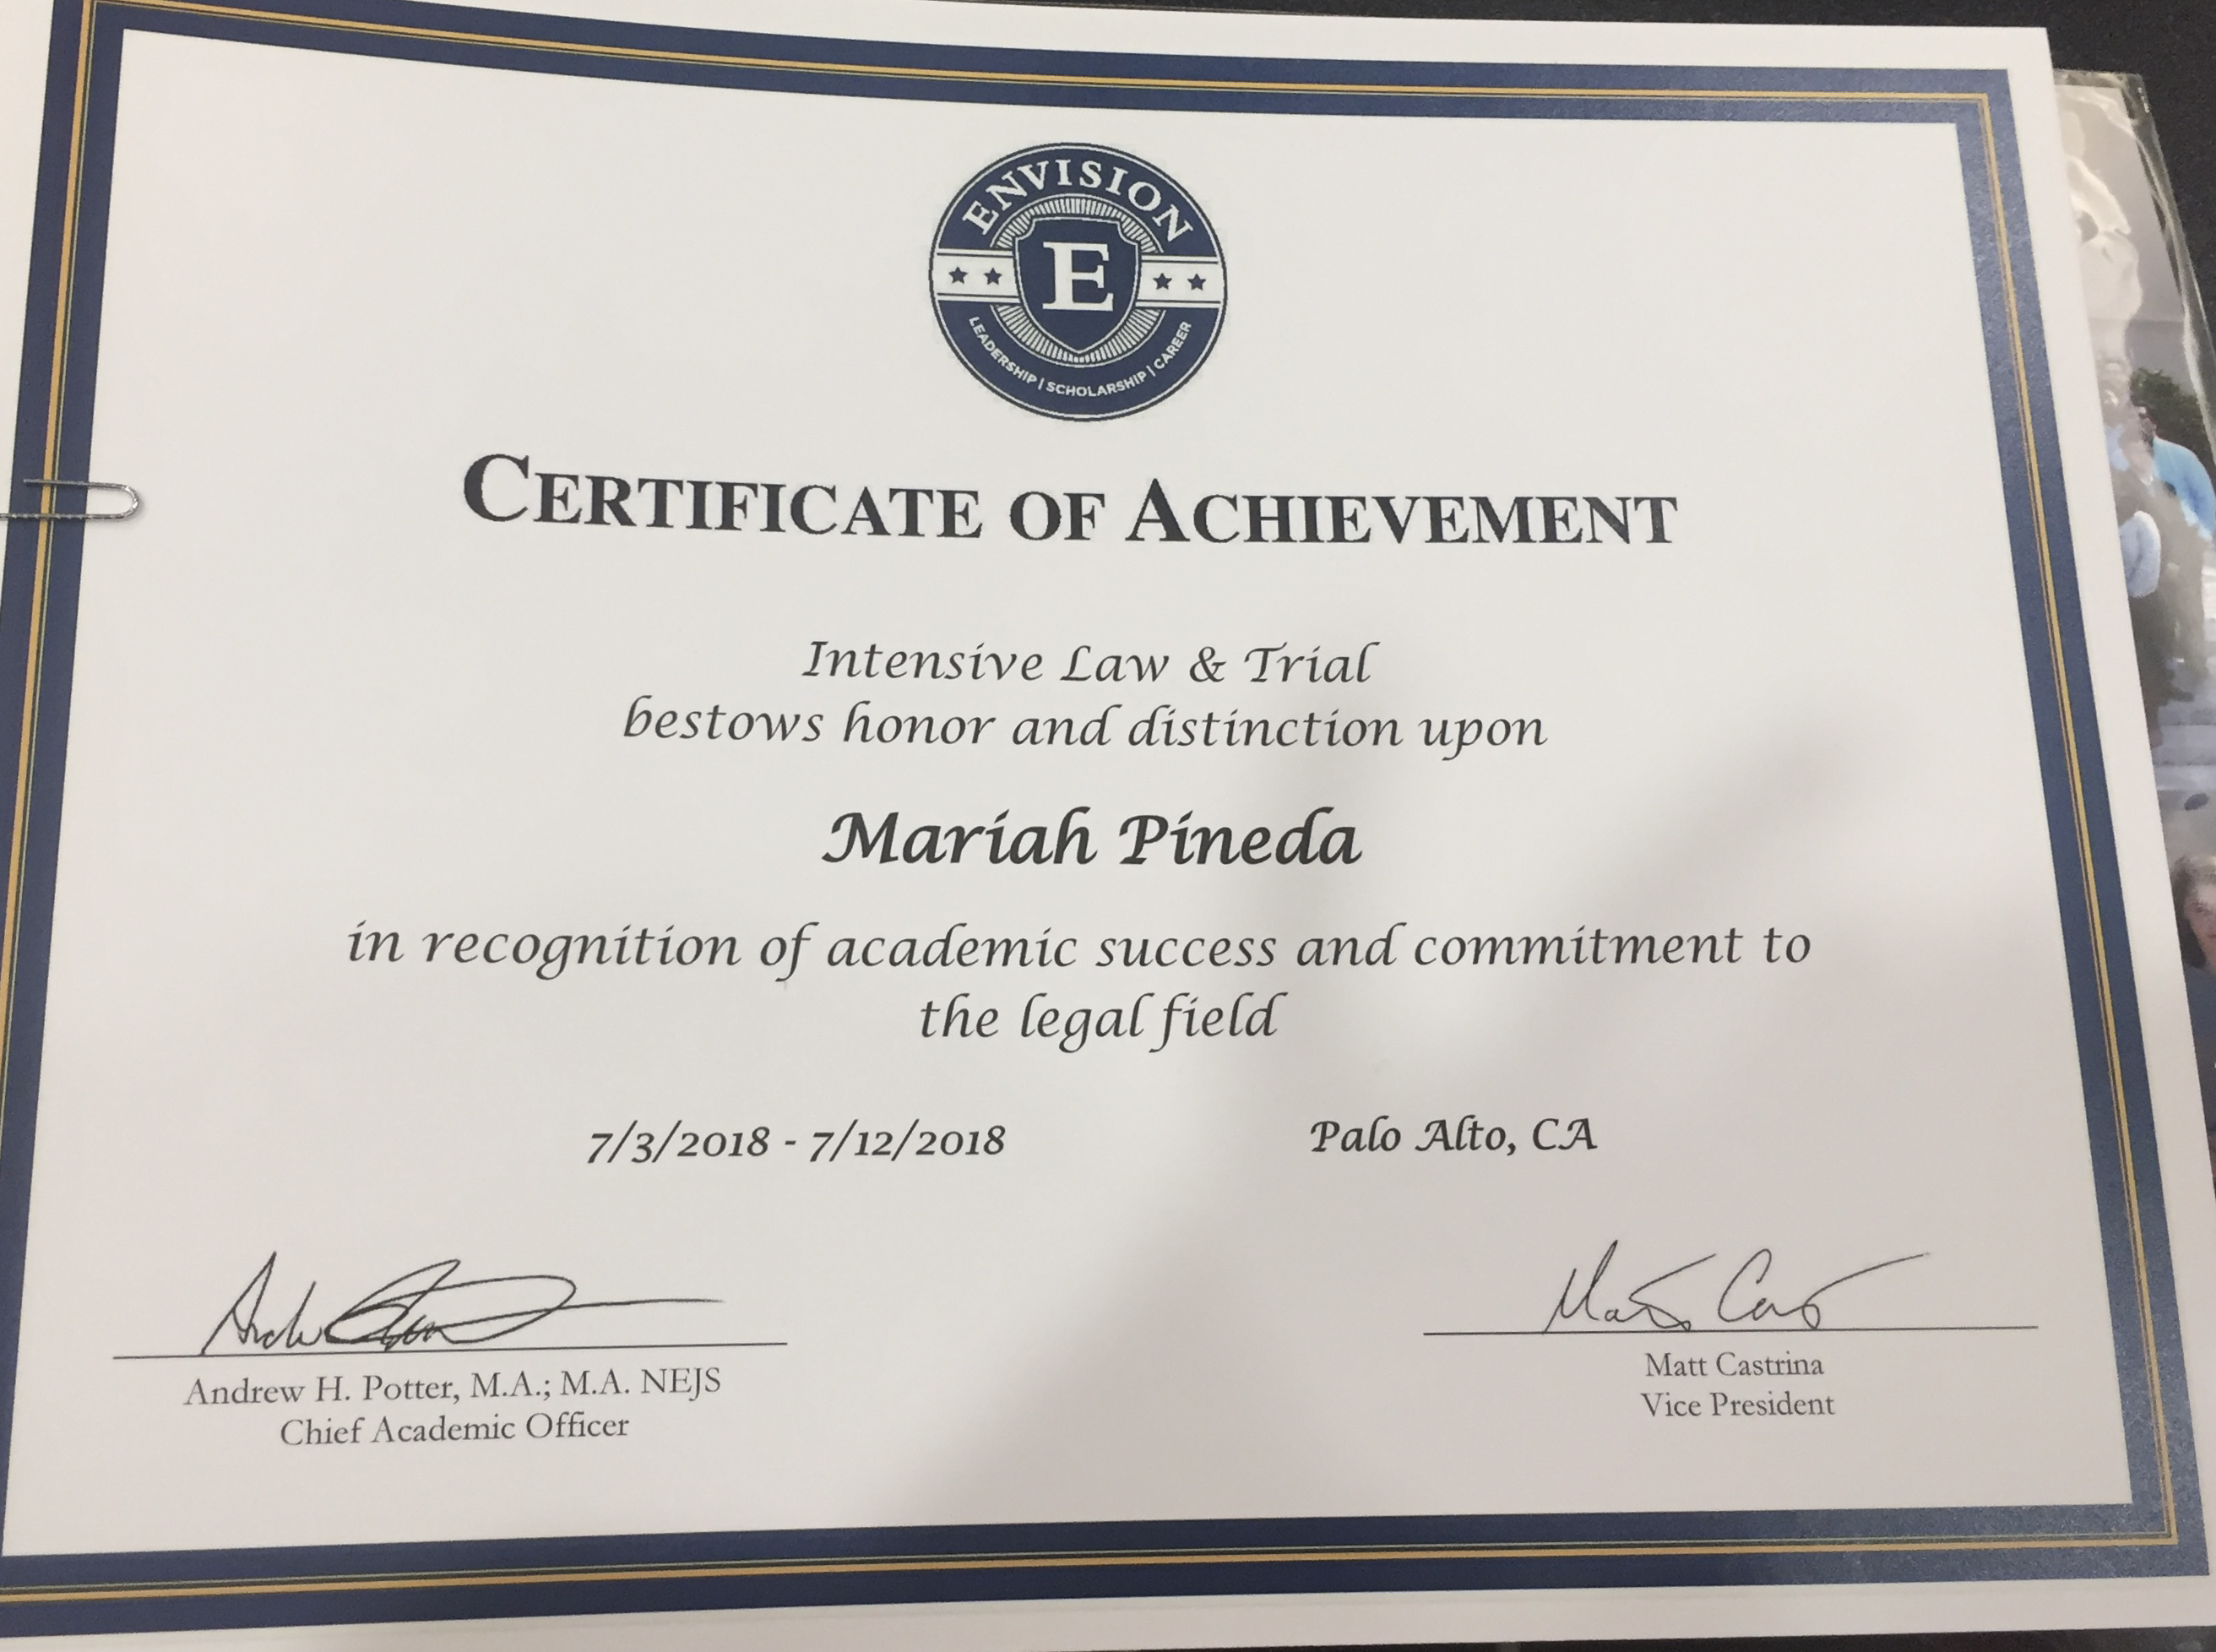 ENVISION
E
LEADERSHIP | SCHOLARSHIP | CAREER
CERTIFICATE OF ACHIEVEMENT
Intensive Law & Trial
bestows honor and distinction upon
Mariah Pineda
in recognition of academic success and commitment to
the legal field
7/3/2018 - 7/12/2018 Palo Alto, CA
Andrew H. Potter, M.A.; M.A. NEJS
Chief Academic Officer
Matt Castrina
Vice President